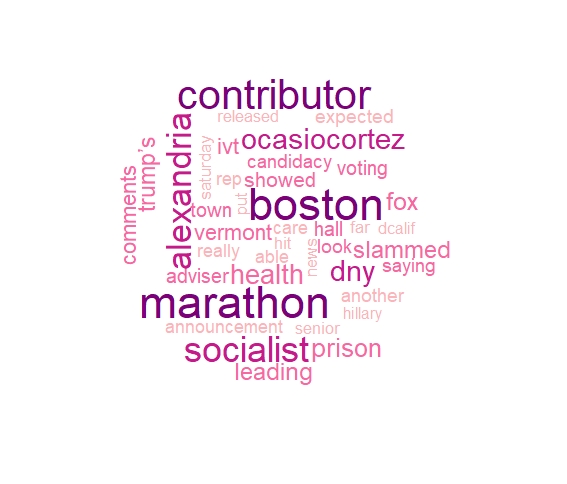 contributor
released expected
alexandria
trump's
comments
saturday
ivt ocasiocortez
candidacy voting
rep showed
put
town boston fox
vermont care hall far dcalif
really hit look slammed
able news
adviser health dny saying
marathon another
hillary
announcement senior
socialist prison
leading